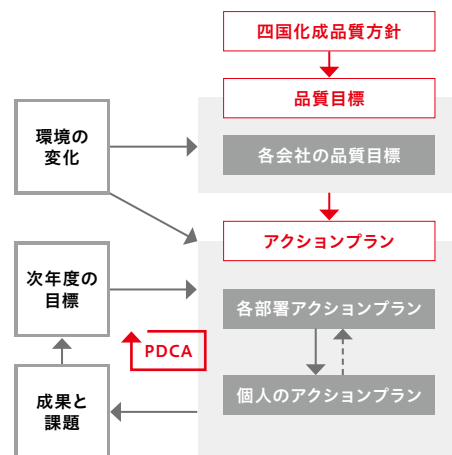 四国化成品質方針
品質目標
環境の
変化
各会社の品質目標
アクションプラン
次年度の
目標
各部署アクションプラン
PDCA
個人のアクションプラン
成果と
課題